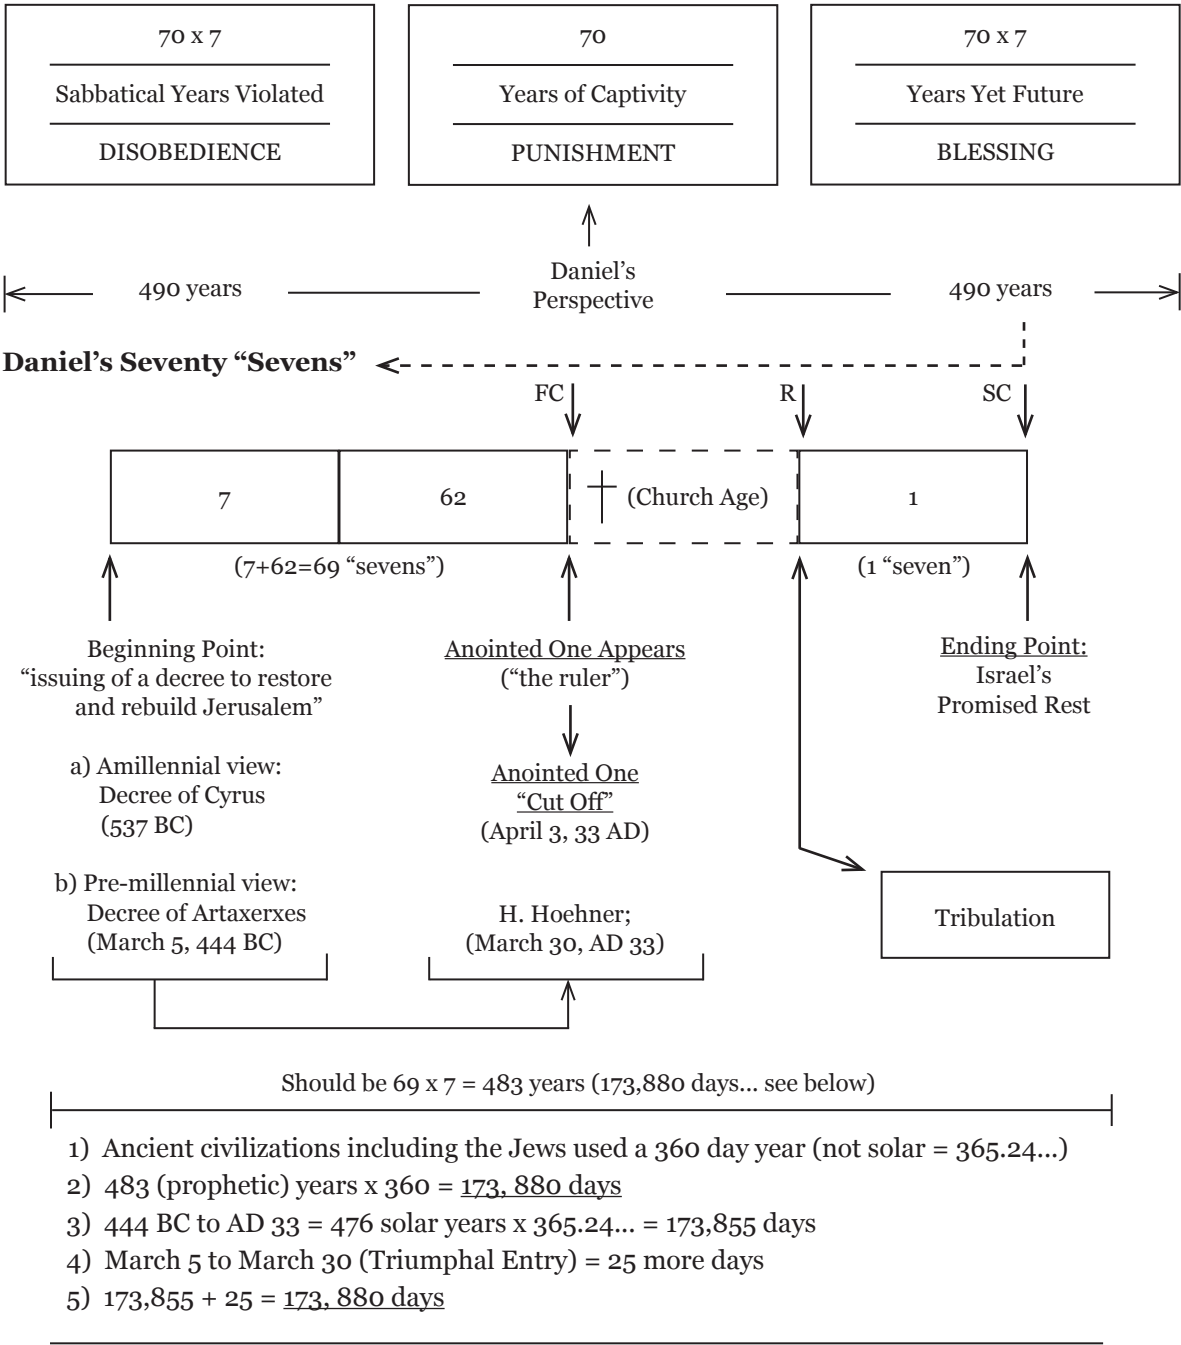 70 x 7
Sabbatical Years Violated
DISOBEDIENCE
70
Years of Captivity
PUNISHMENT
70 x 7
Years Yet Future
BLESSING
490 years
Daniel’s
Perspective
490 years
Daniel’s Seventy “Sevens”
FC
R
SC
7
62
(Church Age)
1
(7+62=69 “sevens”)
(1 “seven”)
Beginning Point:
“issuing of a decree to restore
and rebuild Jerusalem”
a) Amillennial view:
Decree of Cyrus
(537 BC)
b) Pre-millennial view:
Decree of Artaxerxes
(March 5, 444 BC)
Anointed One Appears
(“the ruler”)
Anointed One
“Cut Off”
(April 3, 33 AD)
H. Hoehner;
(March 30, AD 33)
Ending Point:
Israel’s
Promised Rest
Tribulation
Should be 69 x 7 = 483 years (173,880 days... see below)
1) Ancient civilizations including the Jews used a 360 day year (not solar = 365.24...)
2) 483 (prophetic) years x 360 = 173, 880 days
3) 444 BC to AD 33 = 476 solar years x 365.24... = 173,855 days
4) March 5 to March 30 (Triumphal Entry) = 25 more days
5) 173,855 + 25 = 173, 880 days